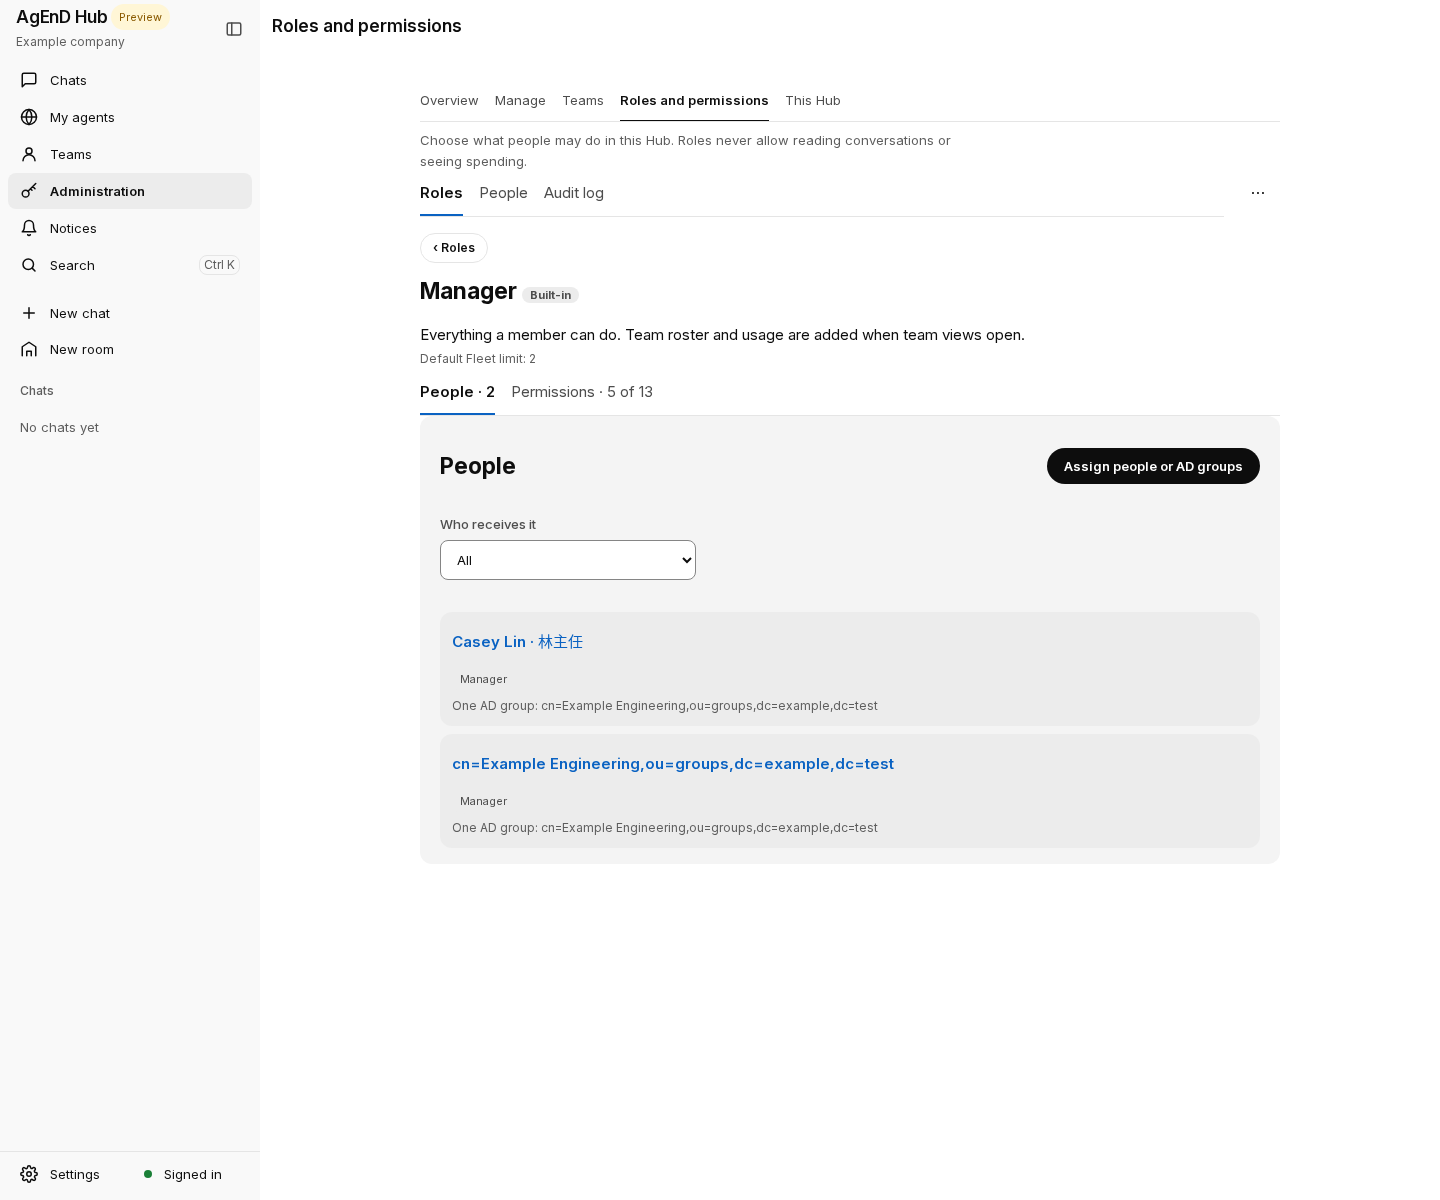 AgEnD Hub Preview
Example company
Chats
My agents
Teams
Administration
Notices
Search Ctrl K
New chat
New room
Chats
No chats yet
Settings Signed in
Roles and permissions
Overview Manage Teams Roles and permissions This Hub
Choose what people may do in this Hub. Roles never allow reading conversations or
seeing spending.
Roles People Audit log ···
‹ Roles
Manager Built-in
Everything a member can do. Team roster and usage are added when team views open.
Default Fleet limit: 2
People · 2 Permissions · 5 of 13
People Assign people or AD groups
Who receives it
All
Casey Lin · 林主任
Manager
One AD group: cn=Example Engineering,ou=groups,dc=example,dc=test
cn=Example Engineering,ou=groups,dc=example,dc=test
Manager
One AD group: cn=Example Engineering,ou=groups,dc=example,dc=test